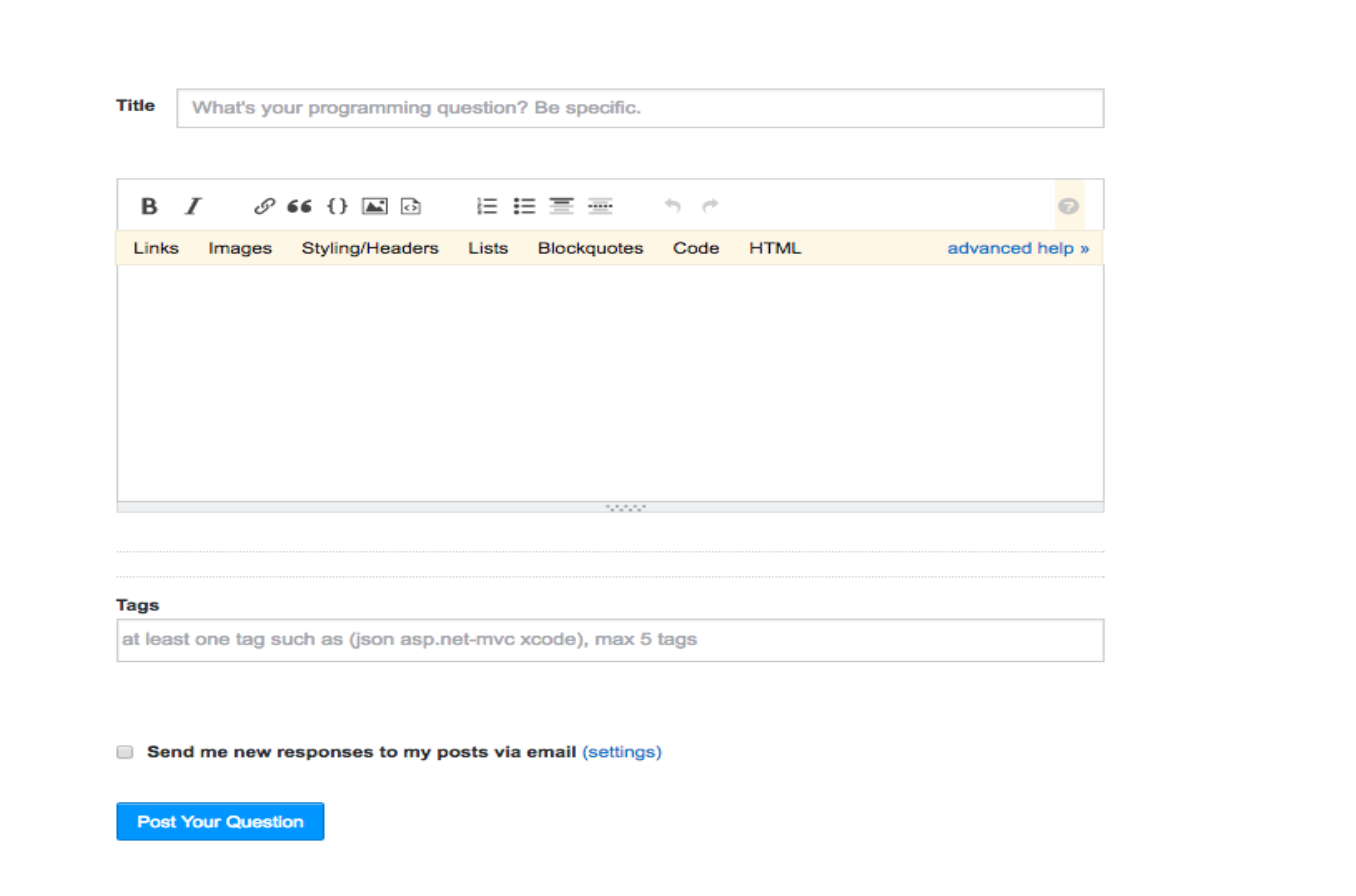 Title What's your programming question? Be specific.
B I {}
Links Images Styling/Headers Lists Blockquotes Code HTML advanced help »
Tags
at least one tag such as (json asp.net-mvc xcode), max 5 tags
Send me new responses to my posts via email (settings)
Post Your Question